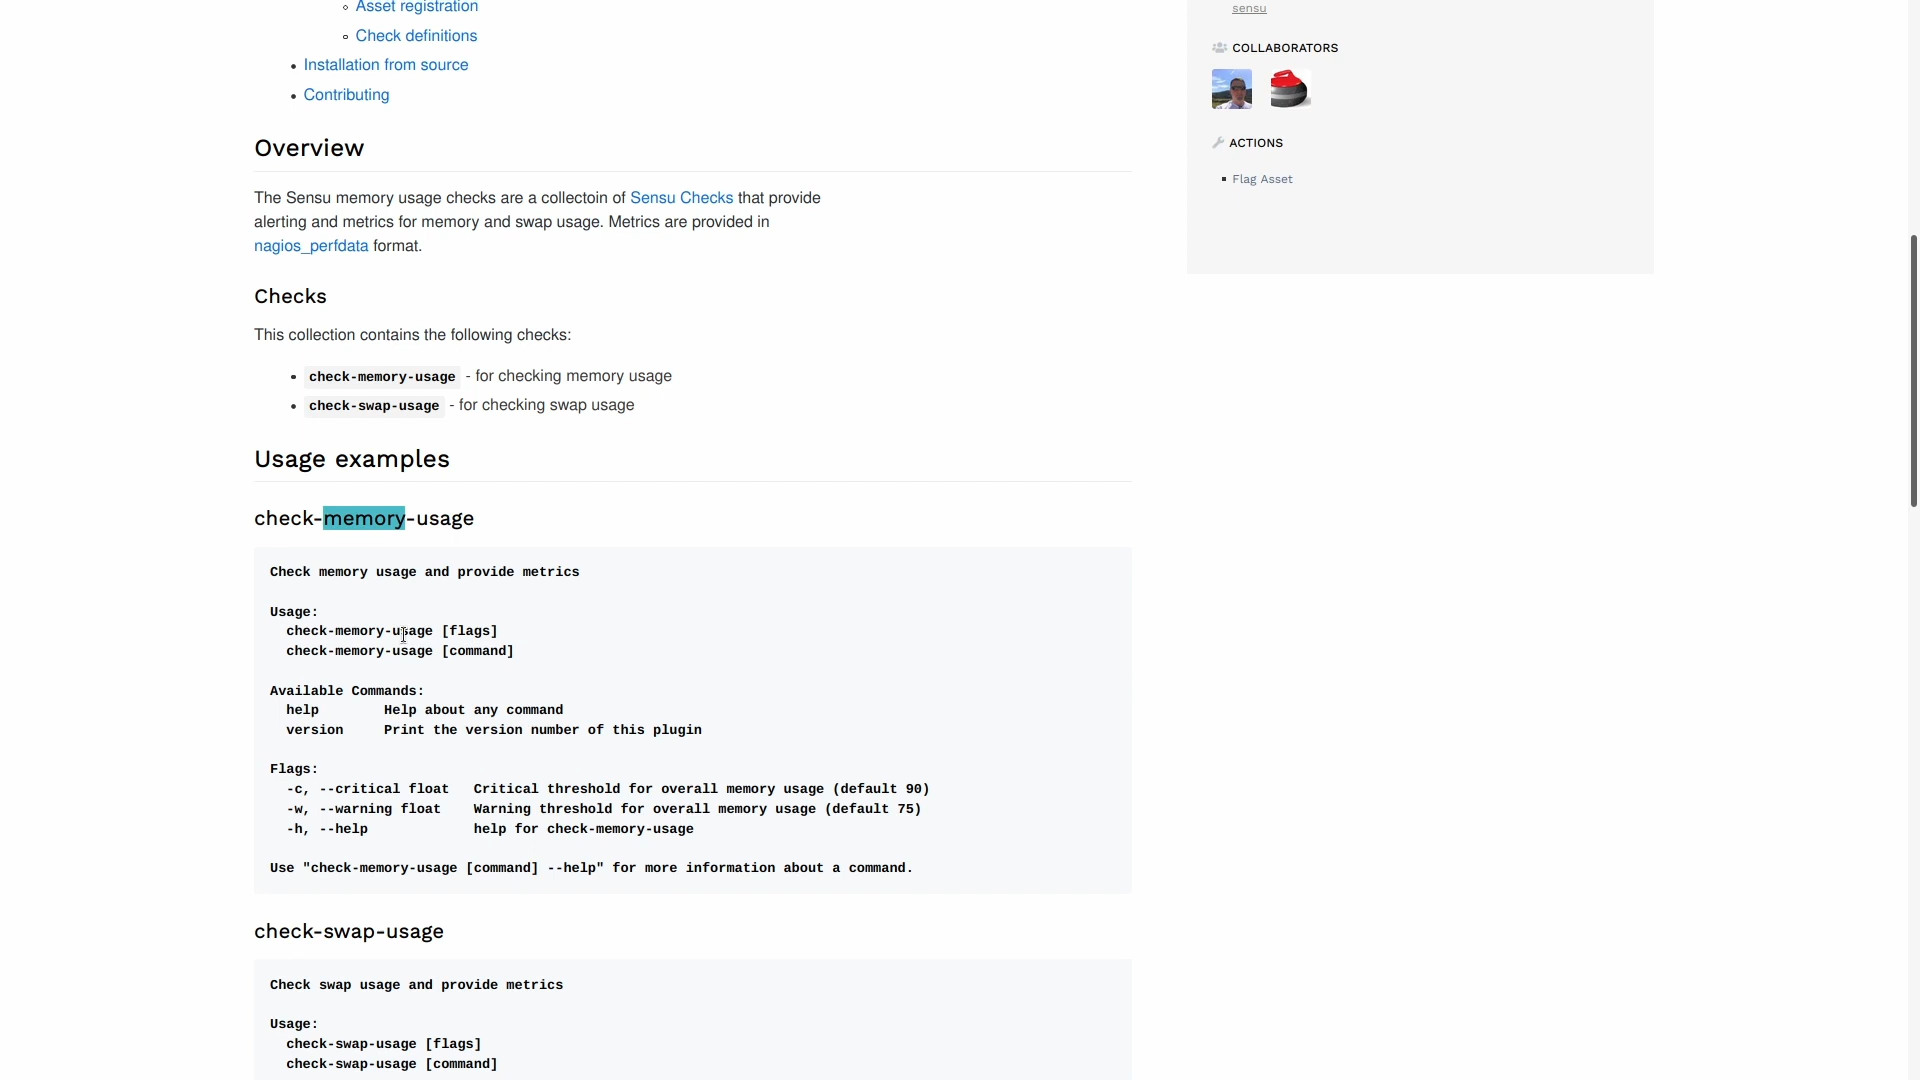 Asset registration
Check definitions
Installation from source
Contributing
Overview
The Sensu memory usage checks are a collectoin of Sensu Checks that provide
alerting and metrics for memory and swap usage. Metrics are provided in
nagios_perfdata format.
Checks
This collection contains the following checks:
check-memory-usage - for checking memory usage
check-swap-usage - for checking swap usage
Usage examples
check-memory-usage
Check memory usage and provide metrics
Usage:
check-memory-usage [flags]
check-memory-usage [command]
Available Commands:
help Help about any command
version Print the version number of this plugin
Flags:
-c, --critical float Critical threshold for overall memory usage (default 90)
-w, --warning float Warning threshold for overall memory usage (default 75)
-h, --help help for check-memory-usage
Use "check-memory-usage [command] --help" for more information about a command.
check-swap-usage
Check swap usage and provide metrics
Usage:
check-swap-usage [flags]
check-swap-usage [command]
sensu
COLLABORATORS
ACTIONS
Flag Asset